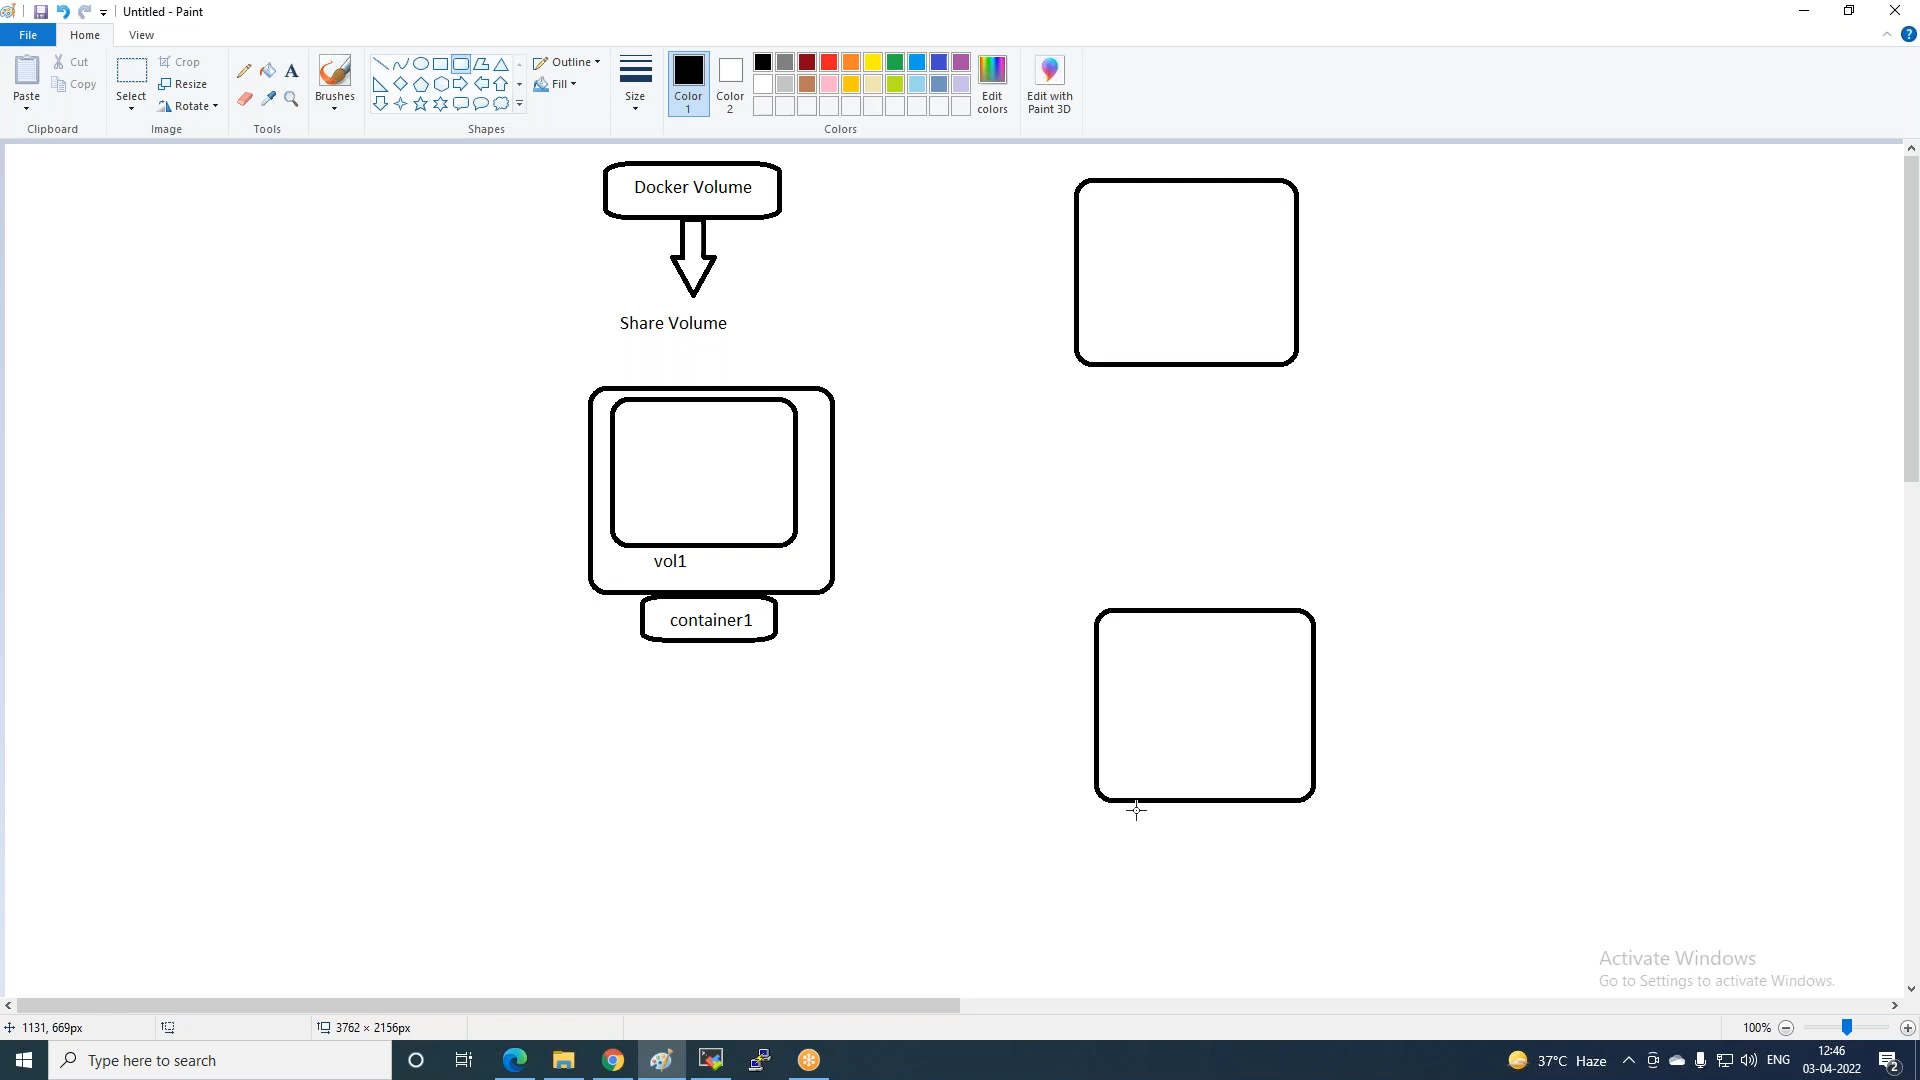 Untitled - Paint
File
Home
View
Paste
Cut
Copy
Clipboard
Select
Crop
Resize
Rotate
Image
Tools
Brushes
Outline
Fill
Shapes
Size
Color 1
Color 2
Edit colors
Colors
Edit with Paint 3D
Docker Volume
Share Volume
vol1
container1
Activate Windows
Go to Settings to activate Windows.
1131, 669px
3762 × 2156px
100%
Type here to search
37°C Haze
ENG
12:46
03-04-2022
2